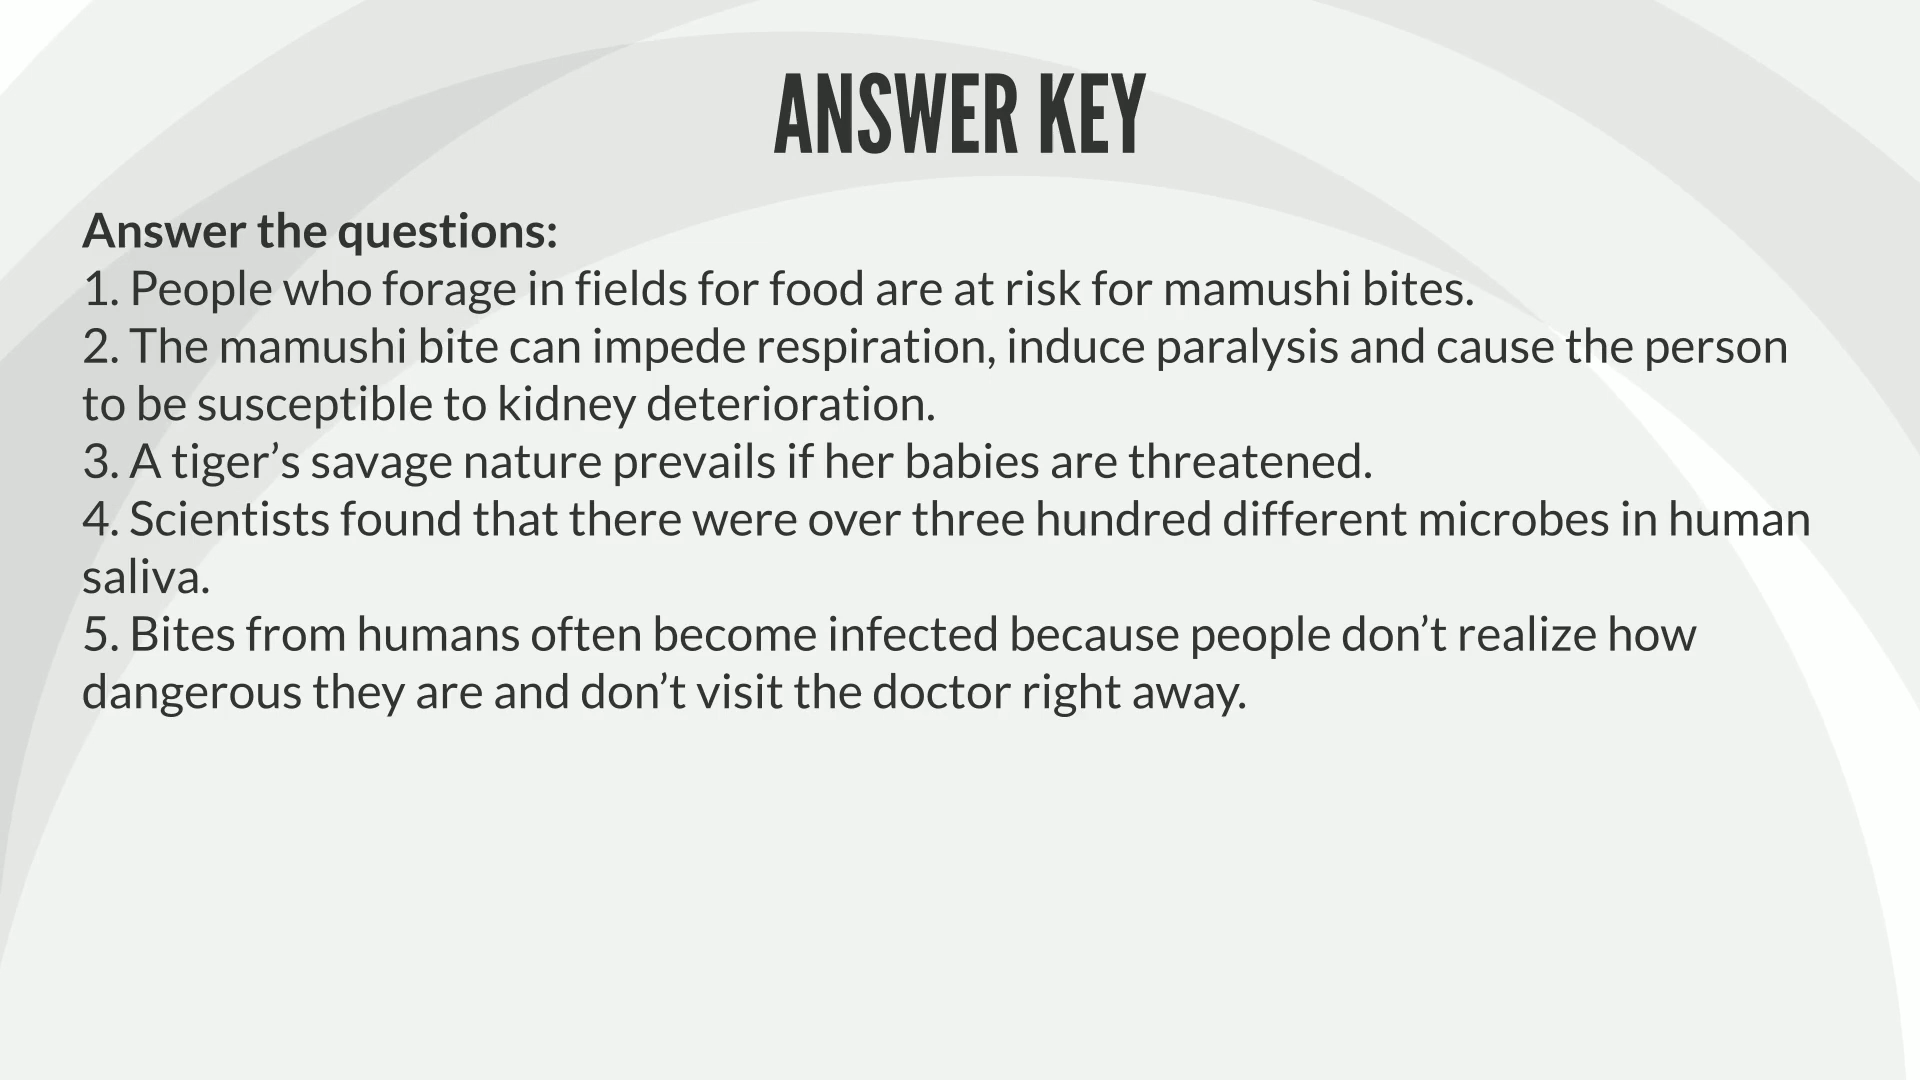 ANSWER KEY
Answer the questions:
1. People who forage in fields for food are at risk for mamushi bites.
2. The mamushi bite can impede respiration, induce paralysis and cause the person
to be susceptible to kidney deterioration.
3. A tiger’s savage nature prevails if her babies are threatened.
4. Scientists found that there were over three hundred different microbes in human
saliva.
5. Bites from humans often become infected because people don’t realize how
dangerous they are and don’t visit the doctor right away.